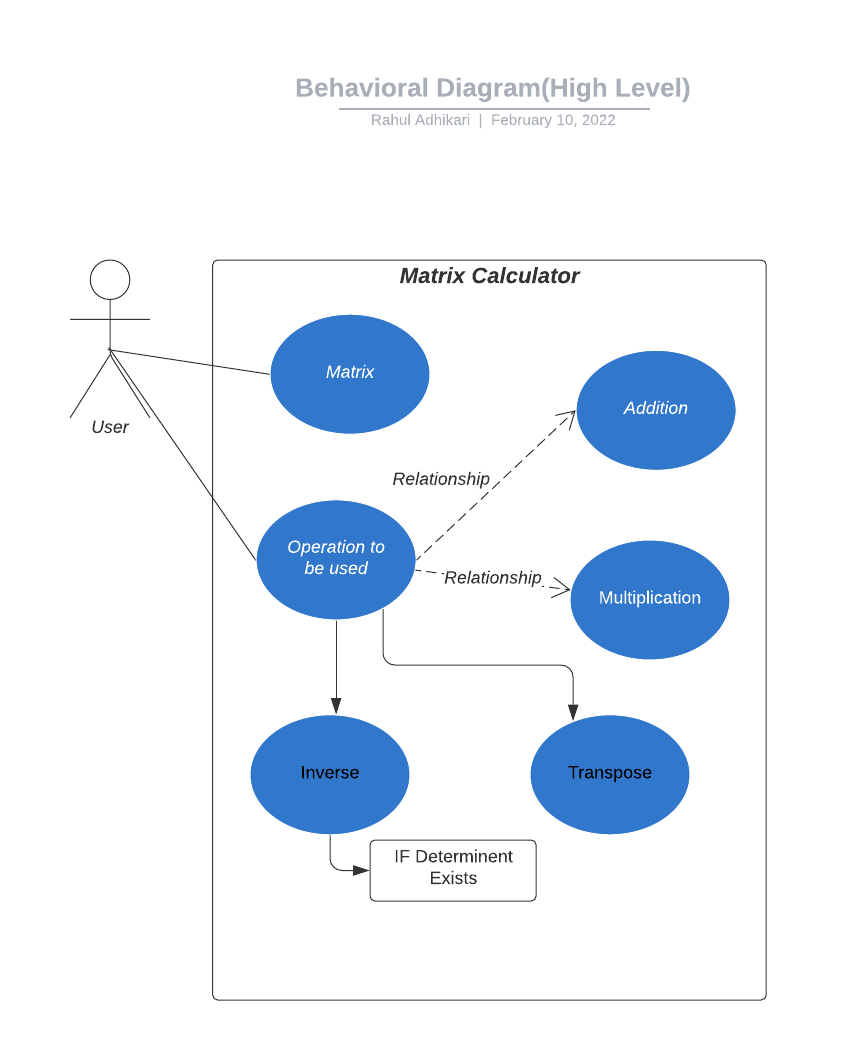 Behavioral Diagram(High Level)
Rahul Adhikari | February 10, 2022
Matrix Calculator
Matrix
Addition
User
Relationship
Operation to
be used
Relationship
Multiplication
Inverse
Transpose
IF Determinent
Exists